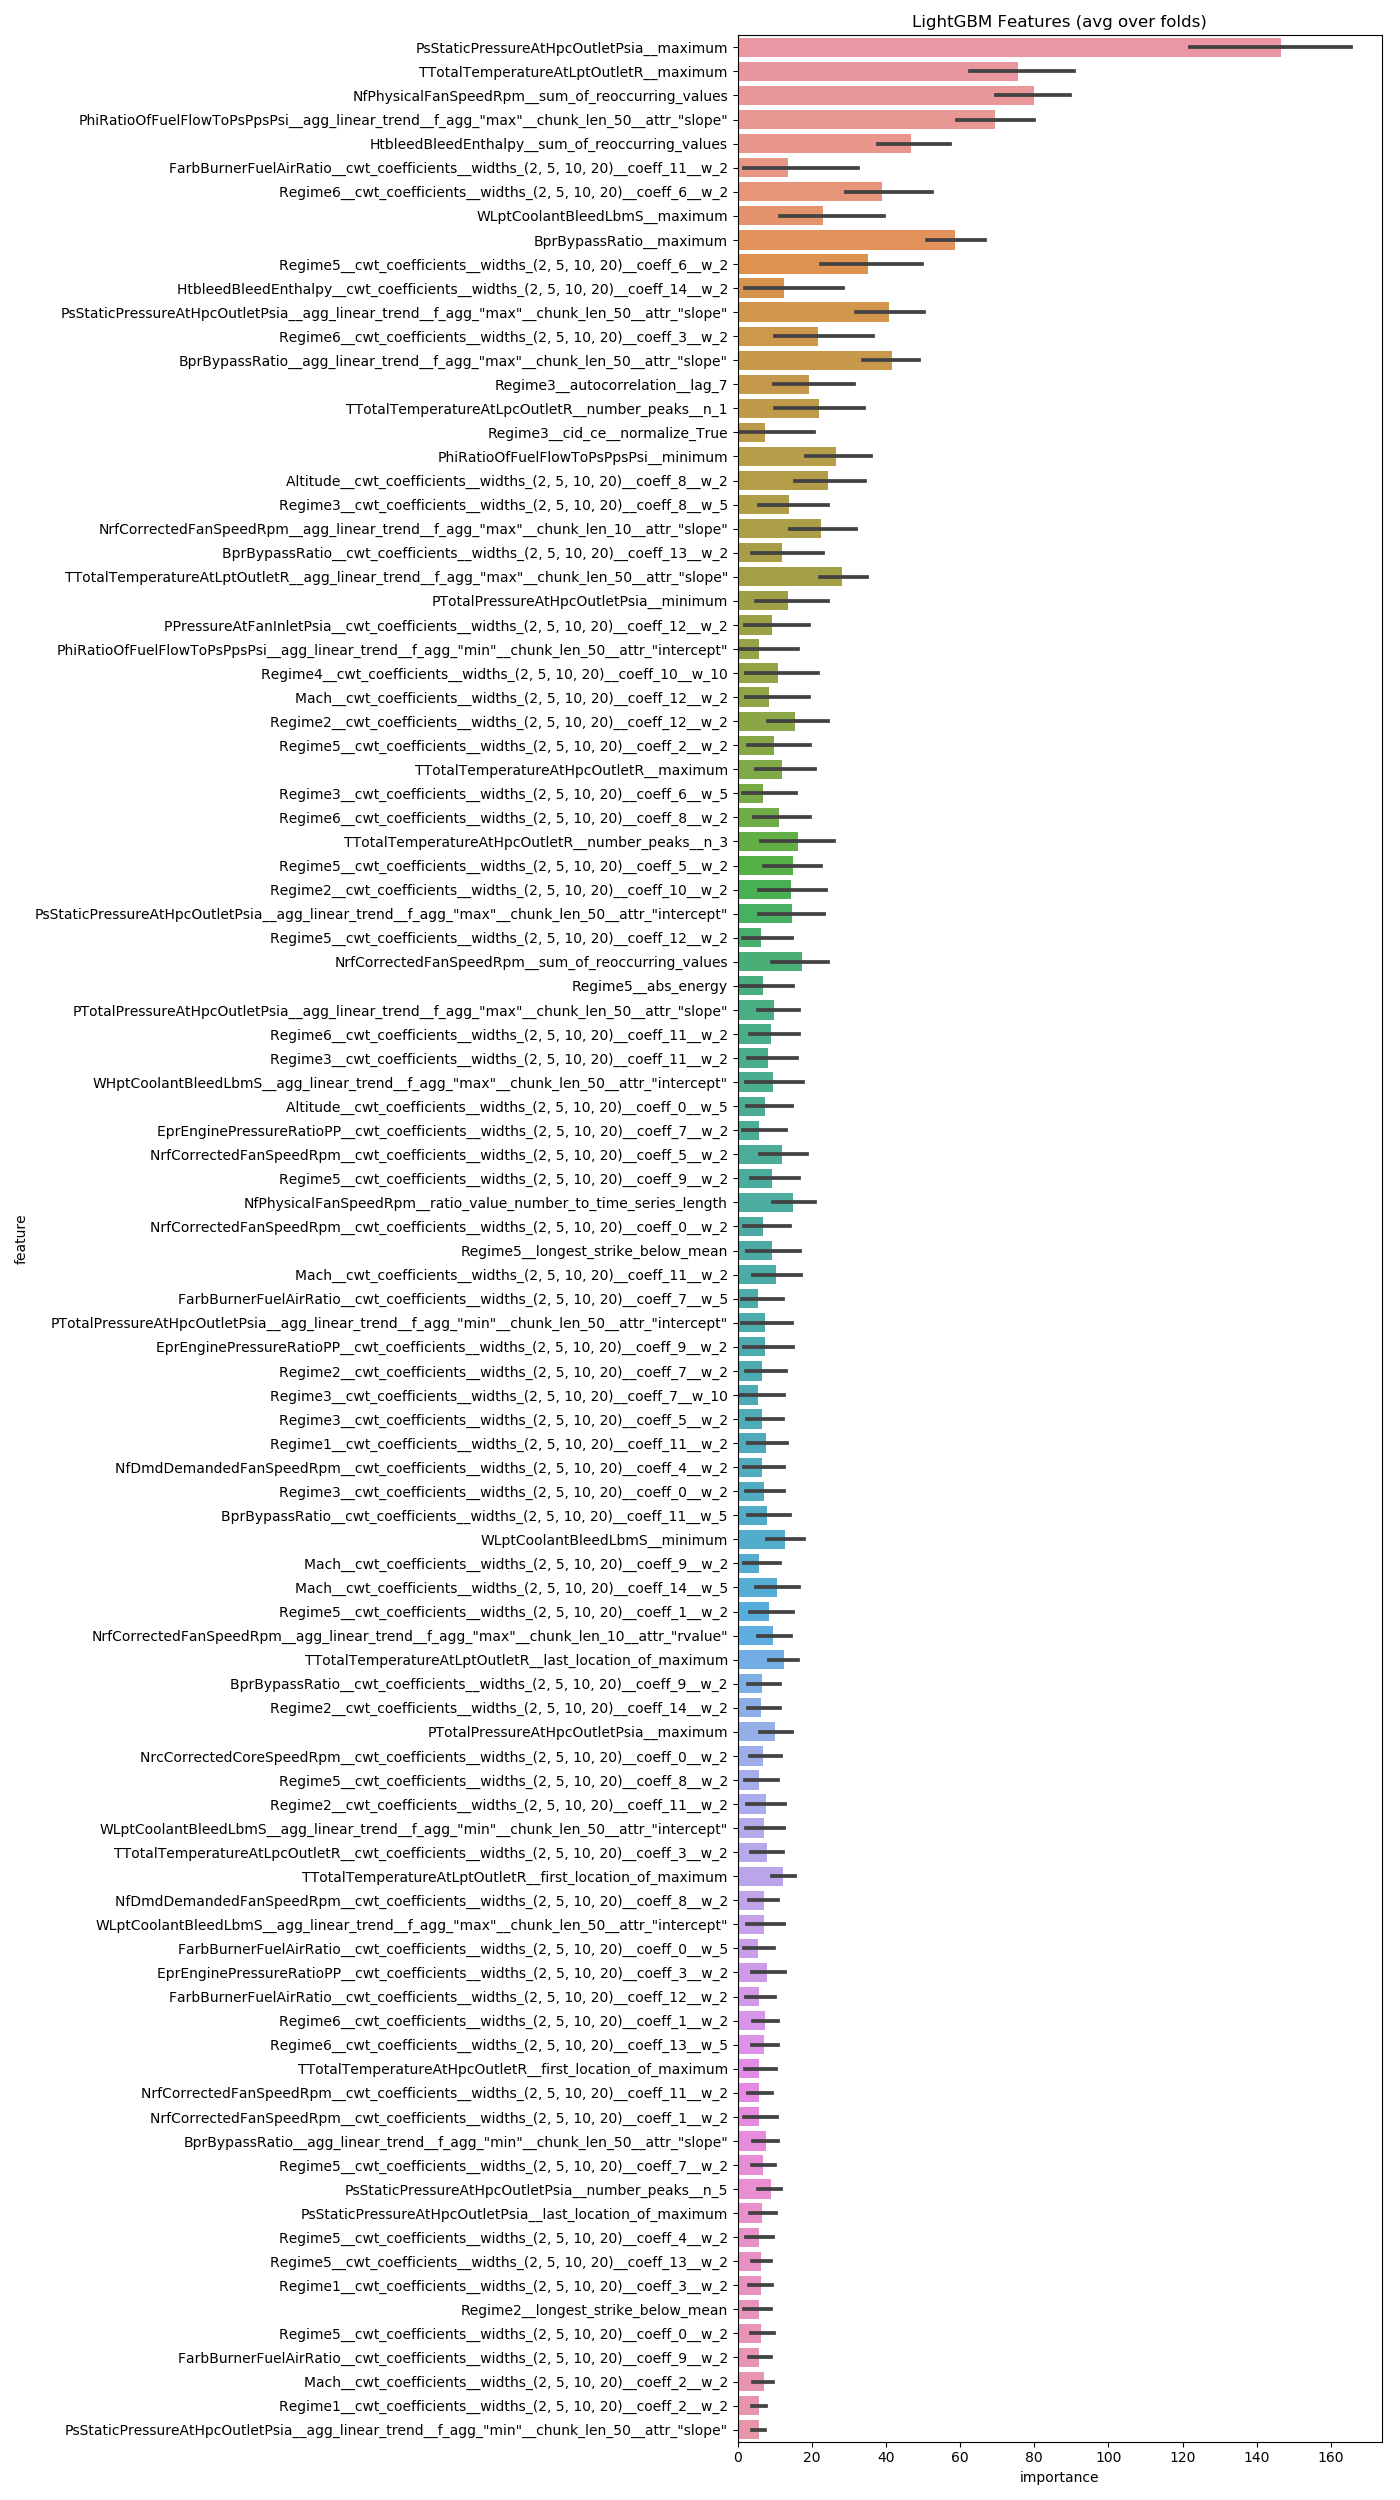 LightGBM Features (avg over folds)
PsStaticPressureAtHpcOutletPsia__maximum
TTotalTemperatureAtLptOutletR__maximum
NfPhysicalFanSpeedRpm__sum_of_reoccurring_values
PhiRatioOfFuelFlowToPsPpsPsi__agg_linear_trend__f_agg_"max"__chunk_len_50__attr_"slope"
HtbleedBleedEnthalpy__sum_of_reoccurring_values
FarbBurnerFuelAirRatio__cwt_coefficients__widths_(2, 5, 10, 20)__coeff_11__w_2
Regime6__cwt_coefficients__widths_(2, 5, 10, 20)__coeff_6__w_2
WLptCoolantBleedLbmS__maximum
BprBypassRatio__maximum
Regime5__cwt_coefficients__widths_(2, 5, 10, 20)__coeff_6__w_2
HtbleedBleedEnthalpy__cwt_coefficients__widths_(2, 5, 10, 20)__coeff_14__w_2
PsStaticPressureAtHpcOutletPsia__agg_linear_trend__f_agg_"max"__chunk_len_50__attr_"slope"
Regime6__cwt_coefficients__widths_(2, 5, 10, 20)__coeff_3__w_2
BprBypassRatio__agg_linear_trend__f_agg_"max"__chunk_len_50__attr_"slope"
Regime3__autocorrelation__lag_7
TTotalTemperatureAtLpcOutletR__number_peaks__n_1
Regime3__cid_ce__normalize_True
PhiRatioOfFuelFlowToPsPpsPsi__minimum
Altitude__cwt_coefficients__widths_(2, 5, 10, 20)__coeff_8__w_2
Regime3__cwt_coefficients__widths_(2, 5, 10, 20)__coeff_8__w_5
NrfCorrectedFanSpeedRpm__agg_linear_trend__f_agg_"max"__chunk_len_10__attr_"slope"
BprBypassRatio__cwt_coefficients__widths_(2, 5, 10, 20)__coeff_13__w_2
TTotalTemperatureAtLptOutletR__agg_linear_trend__f_agg_"max"__chunk_len_50__attr_"slope"
PTotalPressureAtHpcOutletPsia__minimum
PPressureAtFanInletPsia__cwt_coefficients__widths_(2, 5, 10, 20)__coeff_12__w_2
PhiRatioOfFuelFlowToPsPpsPsi__agg_linear_trend__f_agg_"min"__chunk_len_50__attr_"intercept"
Regime4__cwt_coefficients__widths_(2, 5, 10, 20)__coeff_10__w_10
Mach__cwt_coefficients__widths_(2, 5, 10, 20)__coeff_12__w_2
Regime2__cwt_coefficients__widths_(2, 5, 10, 20)__coeff_12__w_2
Regime5__cwt_coefficients__widths_(2, 5, 10, 20)__coeff_2__w_2
TTotalTemperatureAtHpcOutletR__maximum
Regime3__cwt_coefficients__widths_(2, 5, 10, 20)__coeff_6__w_5
Regime6__cwt_coefficients__widths_(2, 5, 10, 20)__coeff_8__w_2
TTotalTemperatureAtHpcOutletR__number_peaks__n_3
Regime5__cwt_coefficients__widths_(2, 5, 10, 20)__coeff_5__w_2
Regime2__cwt_coefficients__widths_(2, 5, 10, 20)__coeff_10__w_2
PsStaticPressureAtHpcOutletPsia__agg_linear_trend__f_agg_"max"__chunk_len_50__attr_"intercept"
Regime5__cwt_coefficients__widths_(2, 5, 10, 20)__coeff_12__w_2
NrfCorrectedFanSpeedRpm__sum_of_reoccurring_values
Regime5__abs_energy
PTotalPressureAtHpcOutletPsia__agg_linear_trend__f_agg_"max"__chunk_len_50__attr_"slope"
Regime6__cwt_coefficients__widths_(2, 5, 10, 20)__coeff_11__w_2
Regime3__cwt_coefficients__widths_(2, 5, 10, 20)__coeff_11__w_2
WHptCoolantBleedLbmS__agg_linear_trend__f_agg_"max"__chunk_len_50__attr_"intercept"
Altitude__cwt_coefficients__widths_(2, 5, 10, 20)__coeff_0__w_5
EprEnginePressureRatioPP__cwt_coefficients__widths_(2, 5, 10, 20)__coeff_7__w_2
NrfCorrectedFanSpeedRpm__cwt_coefficients__widths_(2, 5, 10, 20)__coeff_5__w_2
Regime5__cwt_coefficients__widths_(2, 5, 10, 20)__coeff_9__w_2
NfPhysicalFanSpeedRpm__ratio_value_number_to_time_series_length
NrfCorrectedFanSpeedRpm__cwt_coefficients__widths_(2, 5, 10, 20)__coeff_0__w_2
Regime5__longest_strike_below_mean
Mach__cwt_coefficients__widths_(2, 5, 10, 20)__coeff_11__w_2
FarbBurnerFuelAirRatio__cwt_coefficients__widths_(2, 5, 10, 20)__coeff_7__w_5
PTotalPressureAtHpcOutletPsia__agg_linear_trend__f_agg_"min"__chunk_len_50__attr_"intercept"
EprEnginePressureRatioPP__cwt_coefficients__widths_(2, 5, 10, 20)__coeff_9__w_2
Regime2__cwt_coefficients__widths_(2, 5, 10, 20)__coeff_7__w_2
Regime3__cwt_coefficients__widths_(2, 5, 10, 20)__coeff_7__w_10
Regime3__cwt_coefficients__widths_(2, 5, 10, 20)__coeff_5__w_2
Regime1__cwt_coefficients__widths_(2, 5, 10, 20)__coeff_11__w_2
NfDmdDemandedFanSpeedRpm__cwt_coefficients__widths_(2, 5, 10, 20)__coeff_4__w_2
Regime3__cwt_coefficients__widths_(2, 5, 10, 20)__coeff_0__w_2
BprBypassRatio__cwt_coefficients__widths_(2, 5, 10, 20)__coeff_11__w_5
WLptCoolantBleedLbmS__minimum
Mach__cwt_coefficients__widths_(2, 5, 10, 20)__coeff_9__w_2
Mach__cwt_coefficients__widths_(2, 5, 10, 20)__coeff_14__w_5
Regime5__cwt_coefficients__widths_(2, 5, 10, 20)__coeff_1__w_2
NrfCorrectedFanSpeedRpm__agg_linear_trend__f_agg_"max"__chunk_len_10__attr_"rvalue"
TTotalTemperatureAtLptOutletR__last_location_of_maximum
BprBypassRatio__cwt_coefficients__widths_(2, 5, 10, 20)__coeff_9__w_2
Regime2__cwt_coefficients__widths_(2, 5, 10, 20)__coeff_14__w_2
PTotalPressureAtHpcOutletPsia__maximum
NrcCorrectedCoreSpeedRpm__cwt_coefficients__widths_(2, 5, 10, 20)__coeff_0__w_2
Regime5__cwt_coefficients__widths_(2, 5, 10, 20)__coeff_8__w_2
Regime2__cwt_coefficients__widths_(2, 5, 10, 20)__coeff_11__w_2
WLptCoolantBleedLbmS__agg_linear_trend__f_agg_"min"__chunk_len_50__attr_"intercept"
TTotalTemperatureAtLpcOutletR__cwt_coefficients__widths_(2, 5, 10, 20)__coeff_3__w_2
TTotalTemperatureAtLptOutletR__first_location_of_maximum
NfDmdDemandedFanSpeedRpm__cwt_coefficients__widths_(2, 5, 10, 20)__coeff_8__w_2
WLptCoolantBleedLbmS__agg_linear_trend__f_agg_"max"__chunk_len_50__attr_"intercept"
FarbBurnerFuelAirRatio__cwt_coefficients__widths_(2, 5, 10, 20)__coeff_0__w_5
EprEnginePressureRatioPP__cwt_coefficients__widths_(2, 5, 10, 20)__coeff_3__w_2
FarbBurnerFuelAirRatio__cwt_coefficients__widths_(2, 5, 10, 20)__coeff_12__w_2
Regime6__cwt_coefficients__widths_(2, 5, 10, 20)__coeff_1__w_2
Regime6__cwt_coefficients__widths_(2, 5, 10, 20)__coeff_13__w_5
TTotalTemperatureAtHpcOutletR__first_location_of_maximum
NrfCorrectedFanSpeedRpm__cwt_coefficients__widths_(2, 5, 10, 20)__coeff_11__w_2
NrfCorrectedFanSpeedRpm__cwt_coefficients__widths_(2, 5, 10, 20)__coeff_1__w_2
BprBypassRatio__agg_linear_trend__f_agg_"min"__chunk_len_50__attr_"slope"
Regime5__cwt_coefficients__widths_(2, 5, 10, 20)__coeff_7__w_2
PsStaticPressureAtHpcOutletPsia__number_peaks__n_5
PsStaticPressureAtHpcOutletPsia__last_location_of_maximum
Regime5__cwt_coefficients__widths_(2, 5, 10, 20)__coeff_4__w_2
Regime5__cwt_coefficients__widths_(2, 5, 10, 20)__coeff_13__w_2
Regime1__cwt_coefficients__widths_(2, 5, 10, 20)__coeff_3__w_2
Regime2__longest_strike_below_mean
Regime5__cwt_coefficients__widths_(2, 5, 10, 20)__coeff_0__w_2
FarbBurnerFuelAirRatio__cwt_coefficients__widths_(2, 5, 10, 20)__coeff_9__w_2
Mach__cwt_coefficients__widths_(2, 5, 10, 20)__coeff_2__w_2
Regime1__cwt_coefficients__widths_(2, 5, 10, 20)__coeff_2__w_2
PsStaticPressureAtHpcOutletPsia__agg_linear_trend__f_agg_"min"__chunk_len_50__attr_"slope"
feature
0 20 40 60 80 100 120 140 160
importance